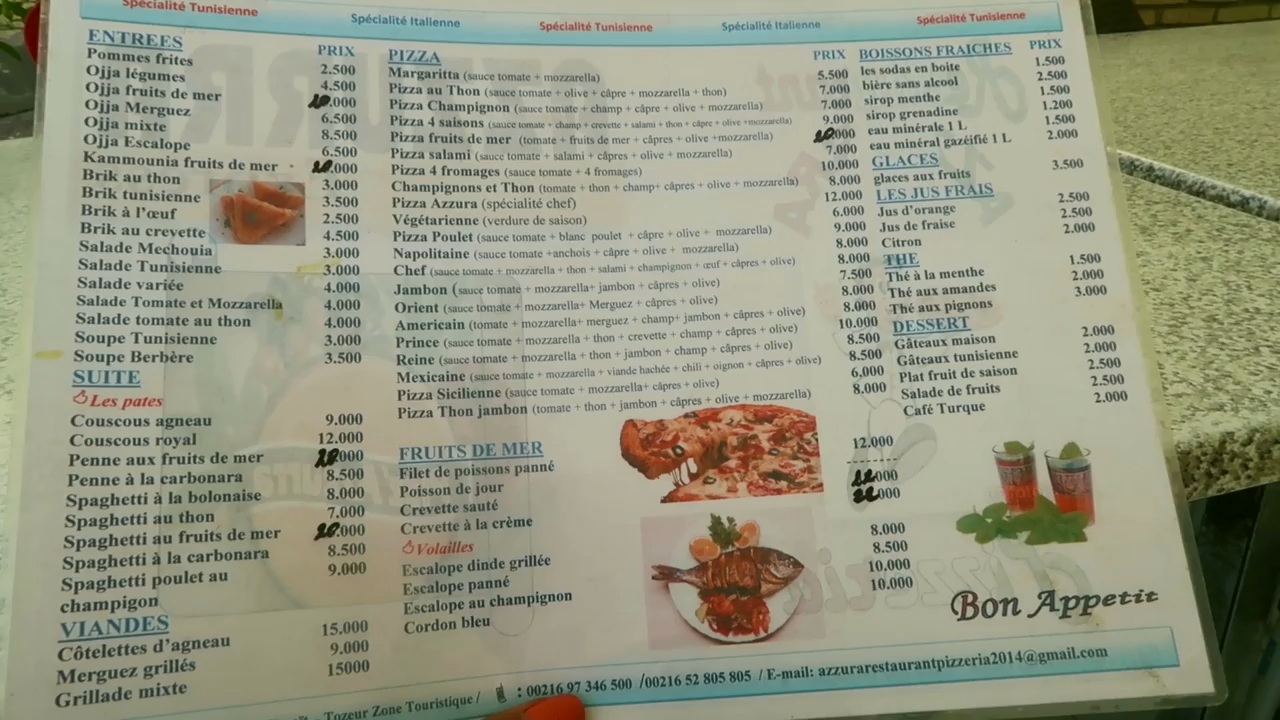 Spécialité Tunisienne Spécialité Italienne Spécialité Tunisienne Spécialité Italienne Spécialité Tunisienne
ENTREES PRIX
Pommes frites 2.500
Ojja légumes 4.500
Ojja fruits de mer .000
Ojja Merguez 6.500
Ojja mixte 8.500
Ojja Escalope 6.500
Kammounia fruits de mer .000
Brik au thon 3.000
Brik tunisienne 3.500
Brik à l'œuf 2.500
Brik au crevette 4.500
Salade Mechouia 3.000
Salade Tunisienne 3.000
Salade variée 4.000
Salade Tomate et Mozzarella 4.000
Salade tomate au thon 4.000
Soupe Tunisienne 3.000
Soupe Berbère 3.500
SUITE
Les pates
Couscous agneau 9.000
Couscous royal 12.000
Penne aux fruits de mer 000
Penne à la carbonara 8.500
Spaghetti à la bolonaise 8.000
Spaghetti au thon 7.000
Spaghetti au fruits de mer .000
Spaghetti à la carbonara 8.500
Spaghetti poulet au 9.000
champigon
VIANDES
Côtelettes d'agneau 15.000
Merguez grillés 9.000
Grillade mixte 15000
PIZZA PRIX
Margaritta (sauce tomate + mozzarella) 5.500
Pizza au Thon (sauce tomate + olive + câpre + mozzarella + thon) 7.000
Pizza Champignon (sauce tomate + champ + câpre + olive + mozzarella) 7.000
Pizza 4 saisons (sauce tomate + champ + crevette + salami + thon + câpre + olive +mozzarella) 9.000
Pizza fruits de mer (tomate + fruits de mer + câpres + olive +mozzarella) 000
Pizza salami (sauce tomate + salami + câpres + olive + mozzarella) 7.000
Pizza 4 fromages (sauce tomate + 4 fromages) 10.000
Champignons et Thon (tomate + thon + champ+ câpres + olive + mozzarella) 8.000
Pizza Azzura (spécialité chef) 12.000
Végétarienne (verdure de saison) 6.000
Pizza Poulet (sauce tomate + blanc poulet + câpre + olive + mozzarella) 9.000
Napolitaine (sauce tomate +anchois + câpre + olive + mozzarella) 8.000
Chef (sauce tomate + mozzarella + thon + salami + champignon + œuf + câpres + olive) 8.000
Jambon (sauce tomate + mozzarella+ jambon + câpres + olive) 7.500
Orient (sauce tomate + mozzarella+ Merguez + câpres + olive) 8.000
Americain (tomate + mozzarella+ merguez + champ+ jambon + câpres + olive) 8.000
Prince (sauce tomate + mozzarella + thon + crevette + champ + câpres + olive) 10.000
Reine (sauce tomate + mozzarella + thon + jambon + champ + câpres + olive) 8.500
Mexicaine (sauce tomate + mozzarella + viande hachée + chili + oignon + câpres + olive) 8.500
Pizza Sicilienne (sauce tomate + mozzarella+ câpres + olive) 6,000
Pizza Thon jambon (tomate + thon + jambon + câpres + olive + mozzarella) 8.000
FRUITS DE MER
Filet de poissons panné 12.000
Poisson de jour --------
Crevette sauté 000
Crevette à la crème .000
Volailles
Escalope dinde grillée 8.000
Escalope panné 8.500
Escalope au champignon 10,000
Cordon bleu 10.000
BOISSONS FRAICHES PRIX
les sodas en boite 1.500
bière sans alcool 2.500
sirop menthe 1.500
sirop grenadine 1.200
eau minérale 1 L 1.500
eau minéral gazéifié 1 L 2.000
GLACES
glaces aux fruits 3.500
LES JUS FRAIS
Jus d'orange 2.500
Jus de fraise 2.500
Citron 2.000
THE
Thé à la menthe 1.500
Thé aux amandes 2.000
Thé aux pignons 3.000
DESSERT
Gâteaux maison 2.000
Gâteaux tunisienne 2.000
Plat fruit de saison 2.500
Salade de fruits 2.500
Café Turque 2.000
Bon Appetit
- Tozeur Zone Touristique / : 00216 97 346 500 /00216 52 805 805 / E-mail: azzurarestaurantpizzeria2014@gmail.com